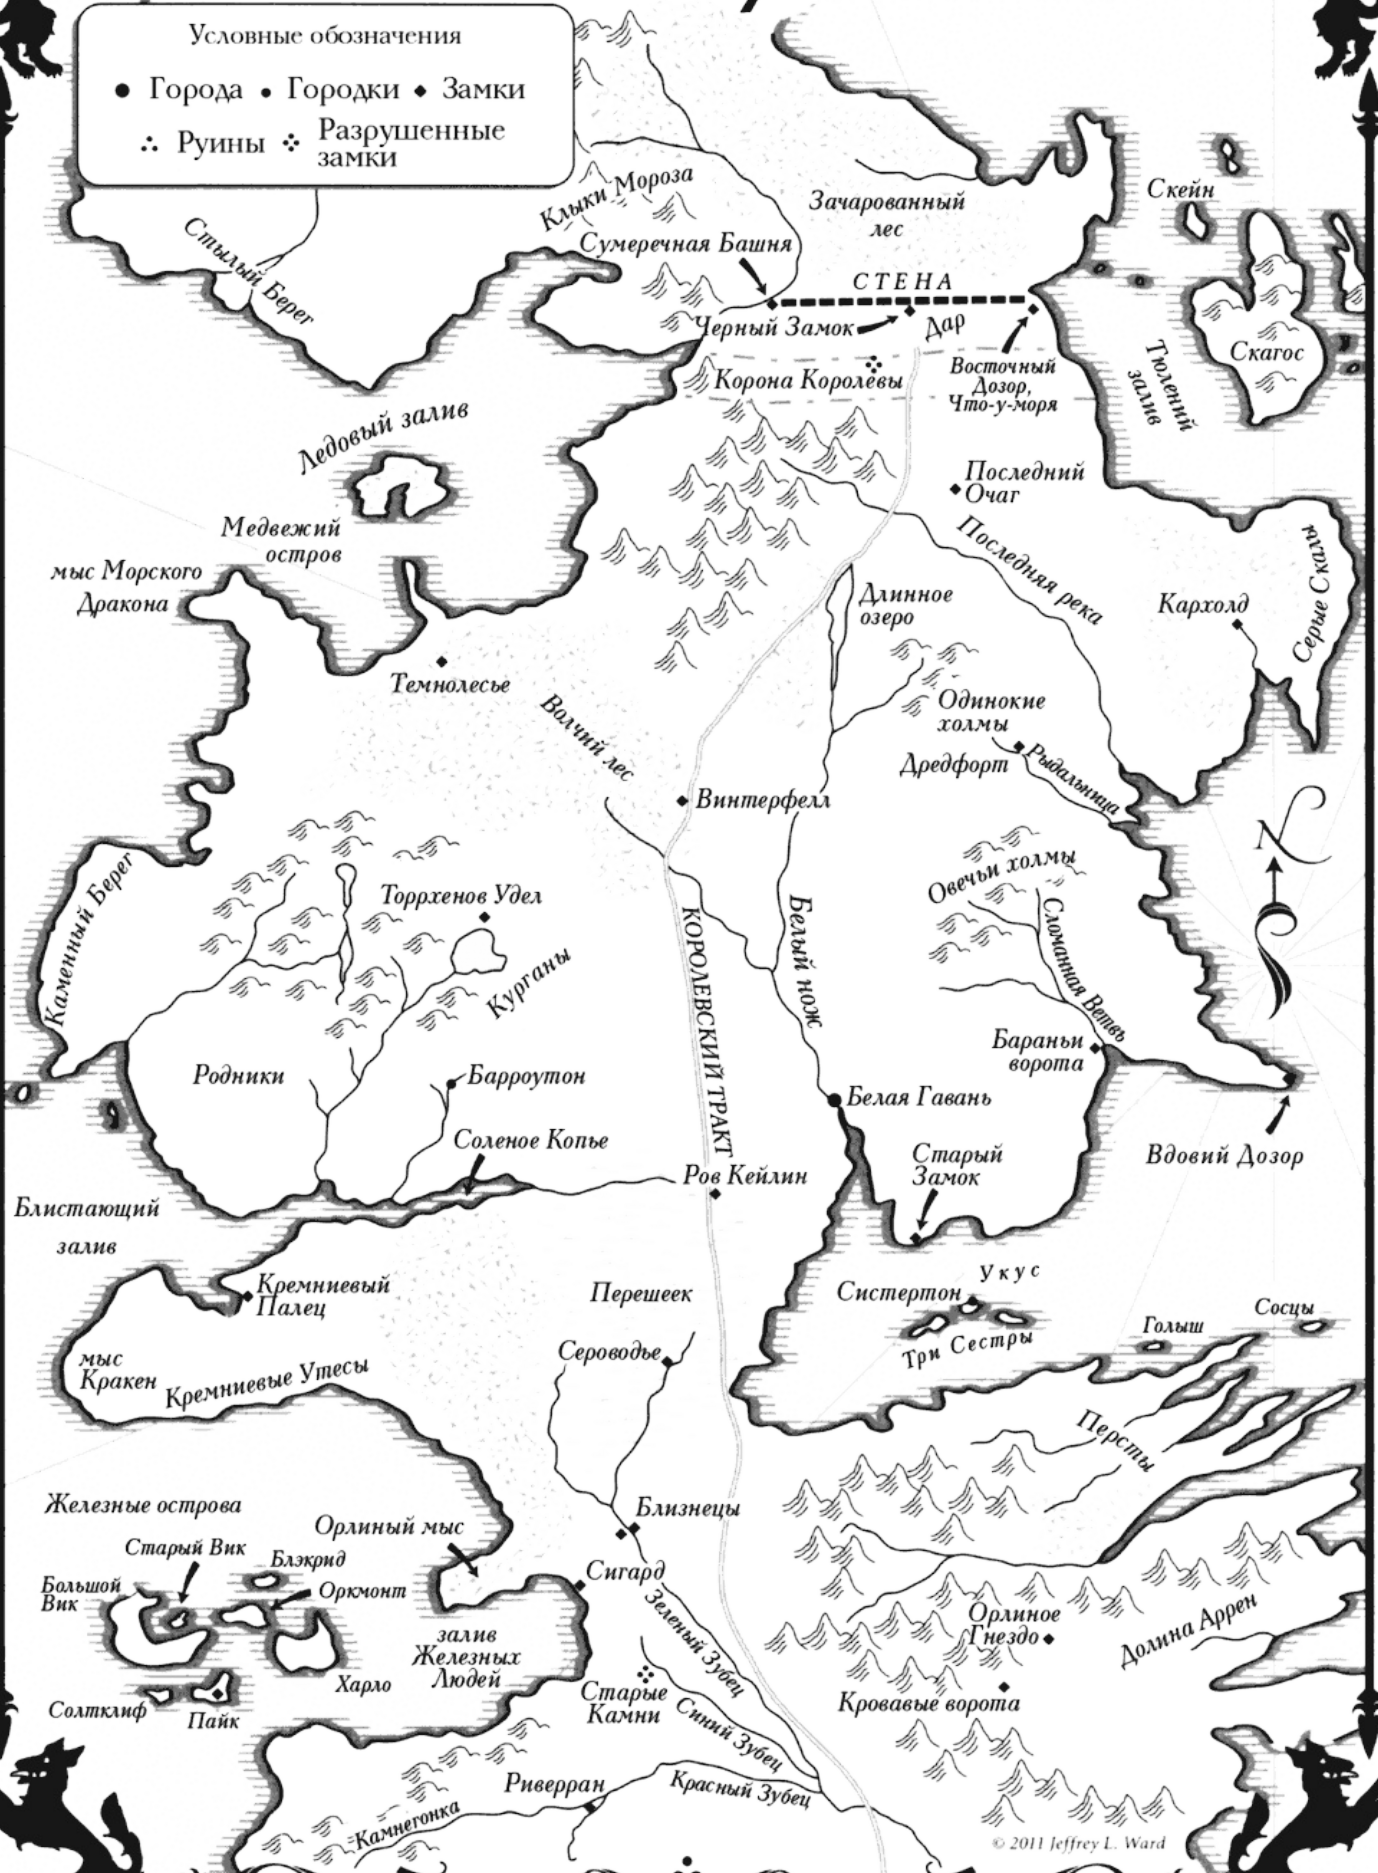 Условные обозначения
Города
Городки
Замки
Руины
Разрушенные
замки
Клыки Мороза
Зачарованный
лес
Скейн
Стылый Берег
Сумеречная Башня
СТЕНА
Черный Замок
Дар
Восточный
Дозор,
Что-у-моря
Корона Королевы
Тюлений
залив
Скагос
Ледовый залив
Медвежий
остров
Последний
Очаг
мыс Морского
Дракона
Последняя река
Длинное
озеро
Кархолд
Серые Скалы
Темнолесье
Волчий лес
Одинокие
холмы
Дредфорт
Рыдальница
Винтерфелл
N
Каменный Берег
Торрхенов Удел
Овечьи холмы
Курганы
КОРОЛЕВСКИЙ ТРАКТ
Белый нож
Сломанная Ветвь
Родники
Барроутон
Бараньи
ворота
Белая Гавань
Соленое Копье
Старый
Замок
Вдовий Дозор
Ров Кейлин
Блистающий
залив
Кремниевый
Палец
Перешеек
Укус
Систертон
Три Сестры
Голыш
Сосцы
мыс
Кракен
Кремниевые Утесы
Сероводье
Персты
Железные острова
Орлиный мыс
Близнецы
Старый Вик
Блэкрид
Большой
Вик
Оркмонт
Сигард
Зеленый Зубец
залив
Железных
Людей
Орлиное
Гнездо
Долина Аррен
Харло
Солтклиф
Пайк
Старые
Камни
Синий Зубец
Кровавые ворота
Риверран
Красный Зубец
Камнегонка
© 2011 Jeffrey L. Ward